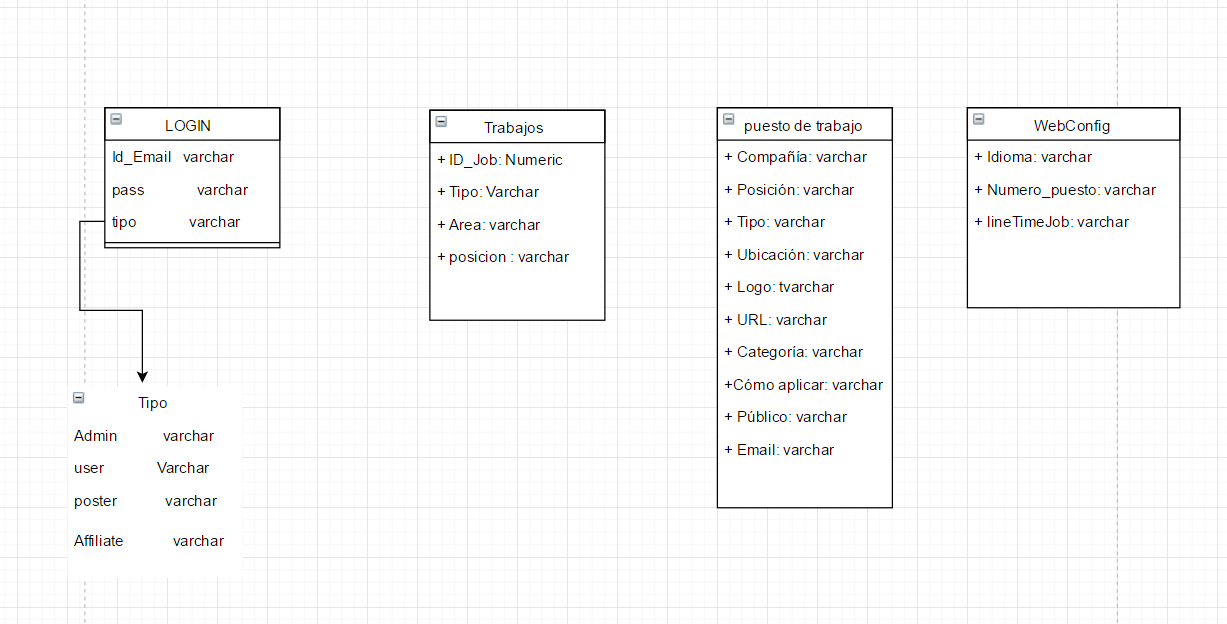 LOGIN
Id_Email varchar
pass varchar
tipo varchar
Tipo
Admin varchar
user Varchar
poster varchar
Affiliate varchar
Trabajos
+ ID_Job: Numeric
+ Tipo: Varchar
+ Area: varchar
+ posicion : varchar
puesto de trabajo
+ Compañía: varchar
+ Posición: varchar
+ Tipo: varchar
+ Ubicación: varchar
+ Logo: tvarchar
+ URL: varchar
+ Categoría: varchar
+Cómo aplicar: varchar
+ Público: varchar
+ Email: varchar
WebConfig
+ Idioma: varchar
+ Numero_puesto: varchar
+ lineTimeJob: varchar